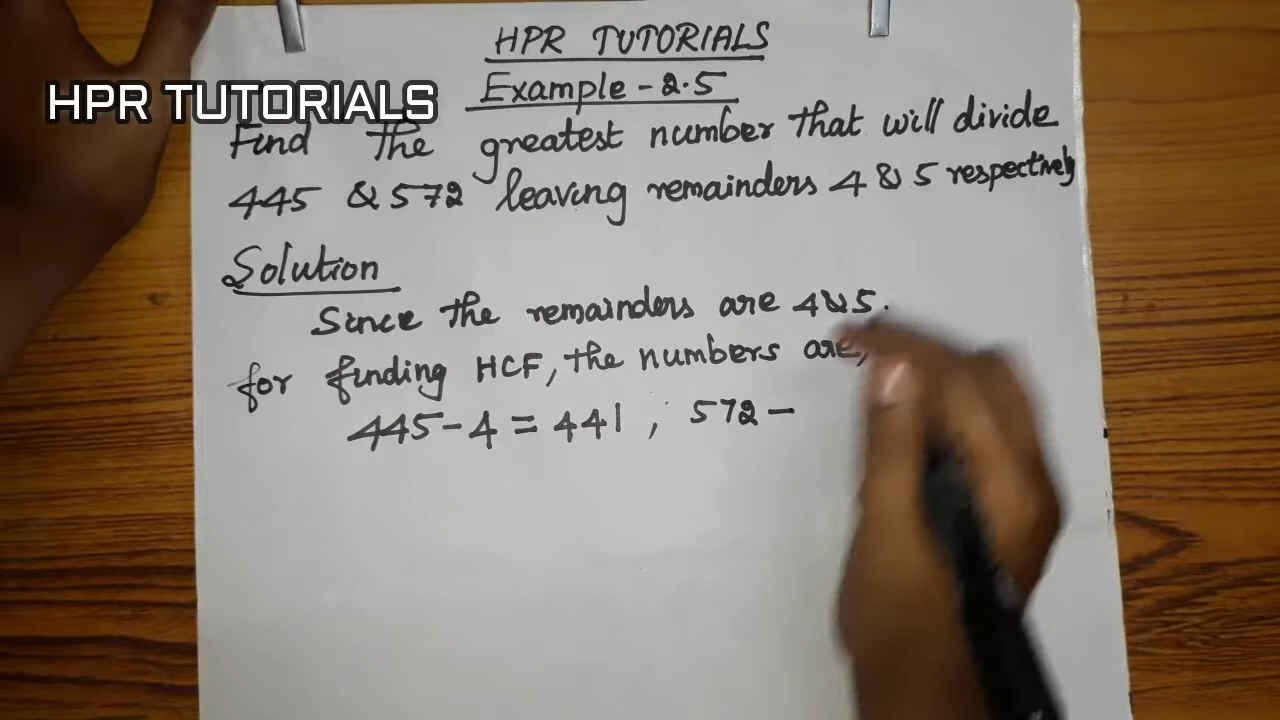 HPR TUTORIALS
HPR TUTORIALS
Example - 2.5
Find the greatest number that will divide
445 & 572 leaving remainders 4 & 5 respectively
Solution
Since the remainders are 4 & 5.
for finding HCF, the numbers are,
445 - 4 = 441 ; 572 -